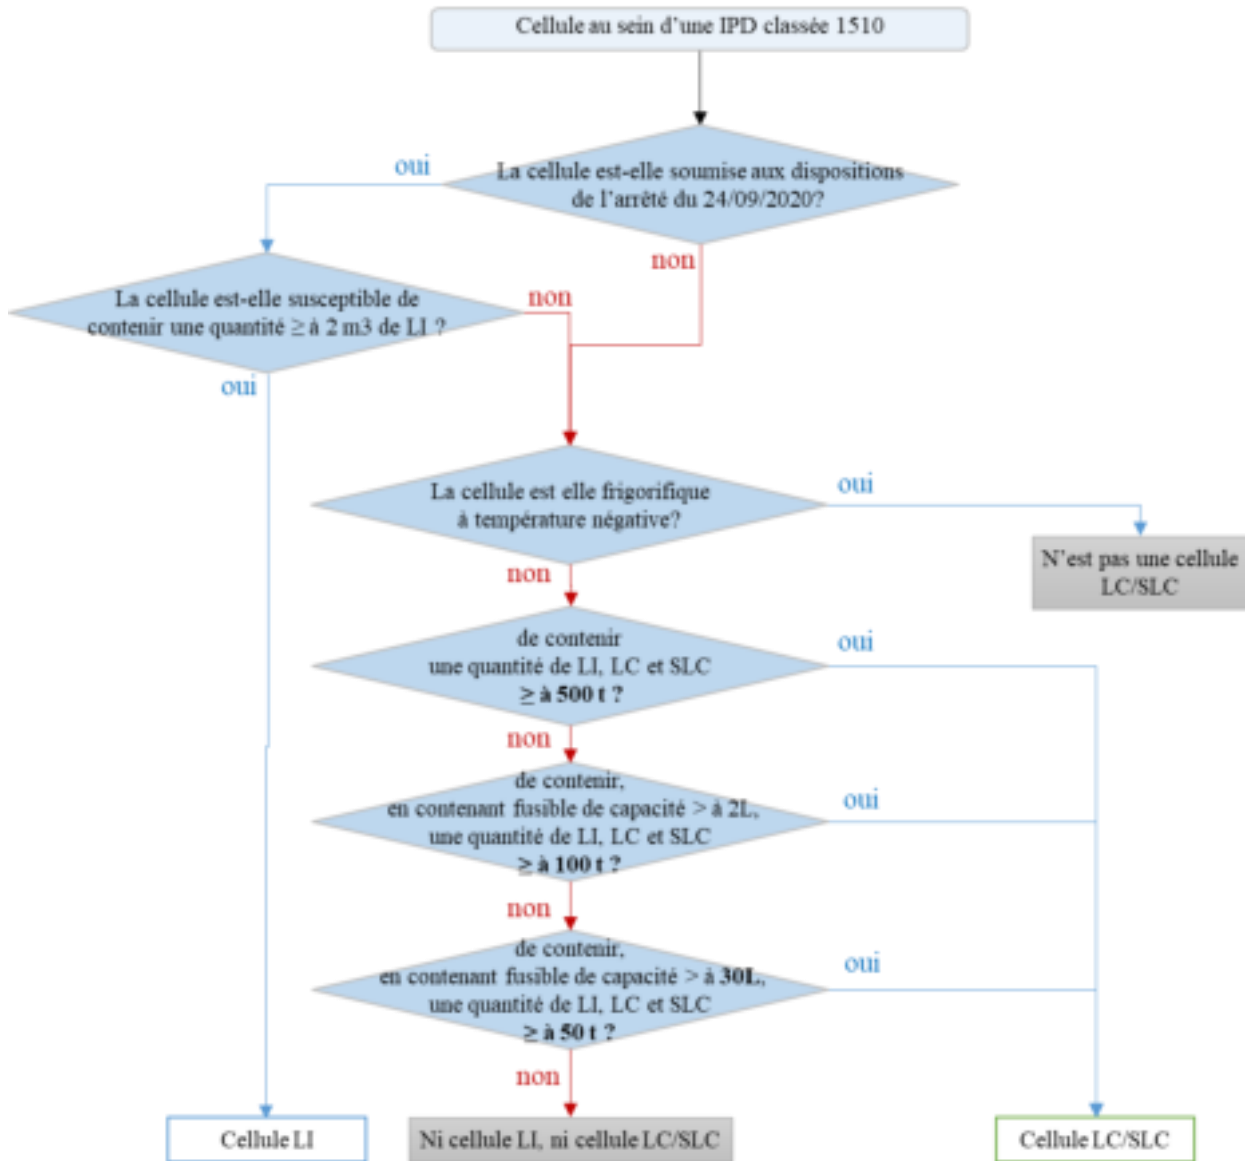 Cellule au sein d'une IPD classée 1510
oui
La cellule est-elle soumise aux dispositions
de l'arrêté du 24/09/2020?
non
La cellule est-elle susceptible de
contenir une quantité ≥ à 2 m3 de LI ?
non
oui
La cellule est elle frigorifique
à température négative?
oui
N'est pas une cellule
LC/SLC
non
de contenir
une quantité de LI, LC et SLC
≥ à 500 t ?
oui
non
de contenir,
en contenant fusible de capacité > à 2L,
une quantité de LI, LC et SLC
≥ à 100 t ?
oui
non
de contenir,
en contenant fusible de capacité > à 30L,
une quantité de LI, LC et SLC
≥ à 50 t ?
oui
non
Cellule LI
Ni cellule LI, ni cellule LC/SLC
Cellule LC/SLC